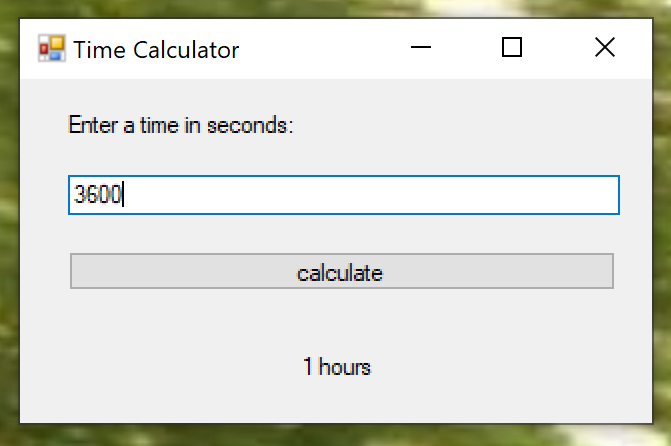 Time Calculator
Enter a time in seconds:
3600
calculate
1 hours